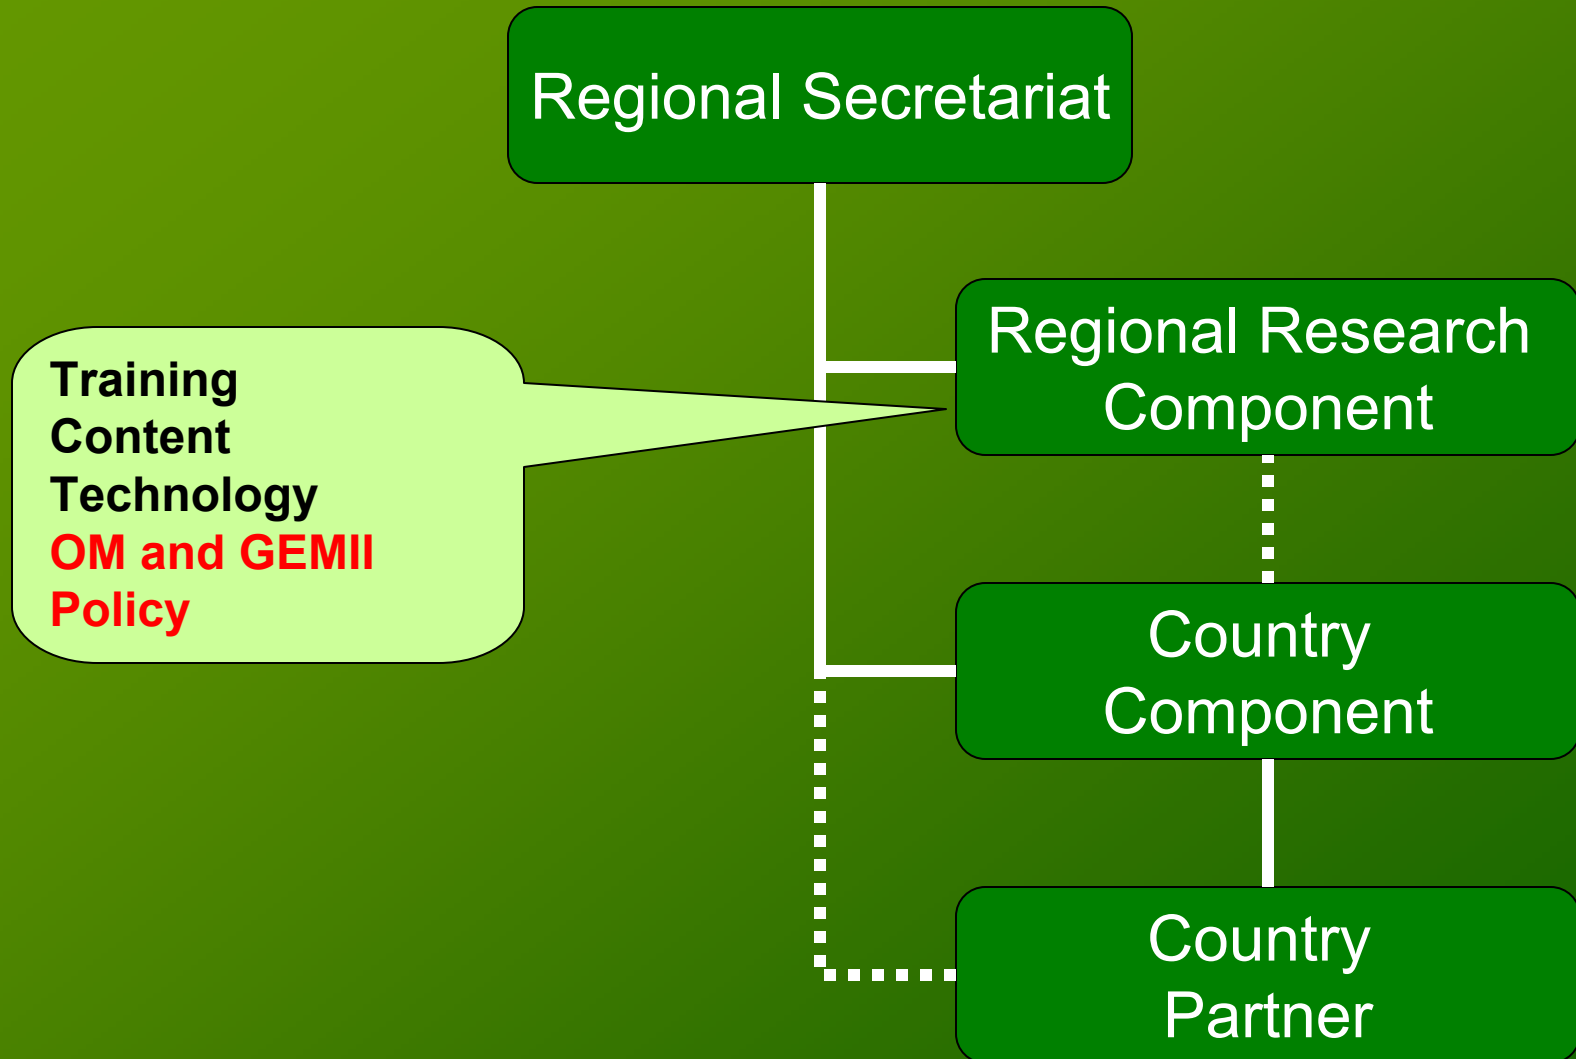 Regional Secretariat
Regional Research
Component
Training
Content
Technology
OM and GEMII
Policy
Country
Component
Country
Partner